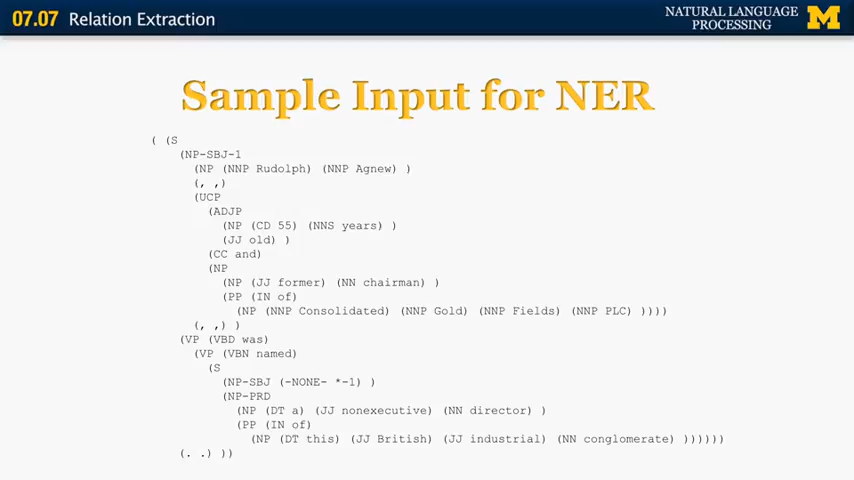 07.07 Relation Extraction
NATURAL LANGUAGE
PROCESSING
M
Sample Input for NER
( (S
(NP-SBJ-1
(NP (NNP Rudolph) (NNP Agnew) )
(, ,)
(UCP
(ADJP
(NP (CD 55) (NNS years) )
(JJ old) )
(CC and)
(NP
(NP (JJ former) (NN chairman) )
(PP (IN of)
(NP (NNP Consolidated) (NNP Gold) (NNP Fields) (NNP PLC) ))))
(, ,) )
(VP (VBD was)
(VP (VBN named)
(S
(NP-SBJ (-NONE- *-1) )
(NP-PRD
(NP (DT a) (JJ nonexecutive) (NN director) )
(PP (IN of)
(NP (DT this) (JJ British) (JJ industrial) (NN conglomerate) ))))))
(. .) ))